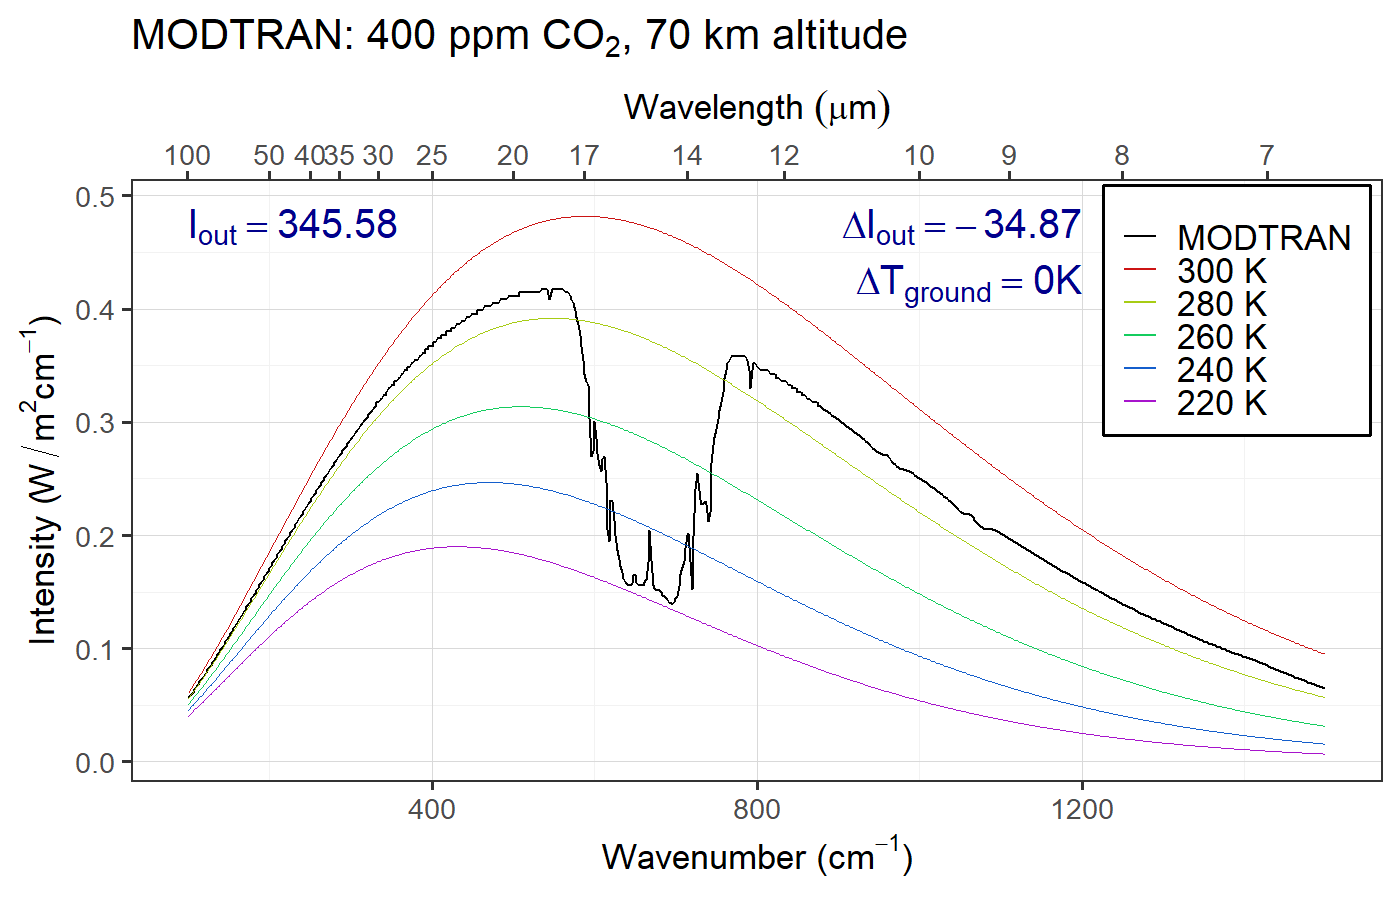 MODTRAN: 400 ppm CO₂, 70 km altitude
Wavelength (μm)
100 50 40 35 30 25 20 17 14 12 10 9 8 7
Iout = 345.58
ΔIout = − 34.87
ΔTground = 0K
MODTRAN
300 K
280 K
260 K
240 K
220 K
Intensity (W / m²cm⁻¹)
0.5
0.4
0.3
0.2
0.1
0.0
400 800 1200
Wavenumber (cm⁻¹)